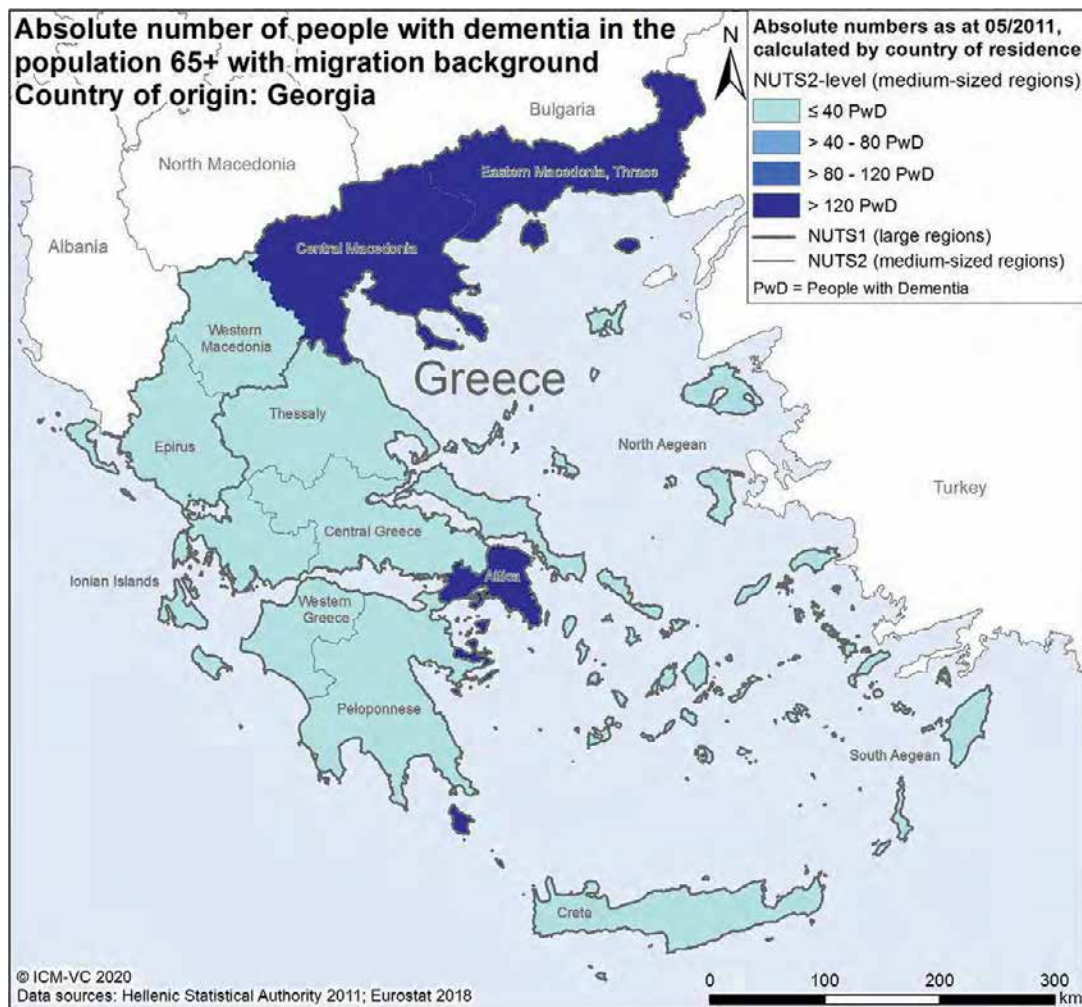 Absolute number of people with dementia in the
population 65+ with migration background
Country of origin: Georgia
N
Absolute numbers as at 05/2011,
calculated by country of residence
NUTS2-level (medium-sized regions)
≤ 40 PwD
> 40 - 80 PwD
> 80 - 120 PwD
> 120 PwD
NUTS1 (large regions)
NUTS2 (medium-sized regions)
PwD = People with Dementia
Bulgaria
North Macedonia
Eastern Macedonia, Thrace
Albania
Central Macedonia
Western
Macedonia
Greece
Thessaly
Epirus
North Aegean
Turkey
Central Greece
Attica
Ionian Islands
Western
Greece
Peloponnese
South Aegean
Crete
© ICM-VC 2020
Data sources: Hellenic Statistical Authority 2011; Eurostat 2018
0 100 200 300
km